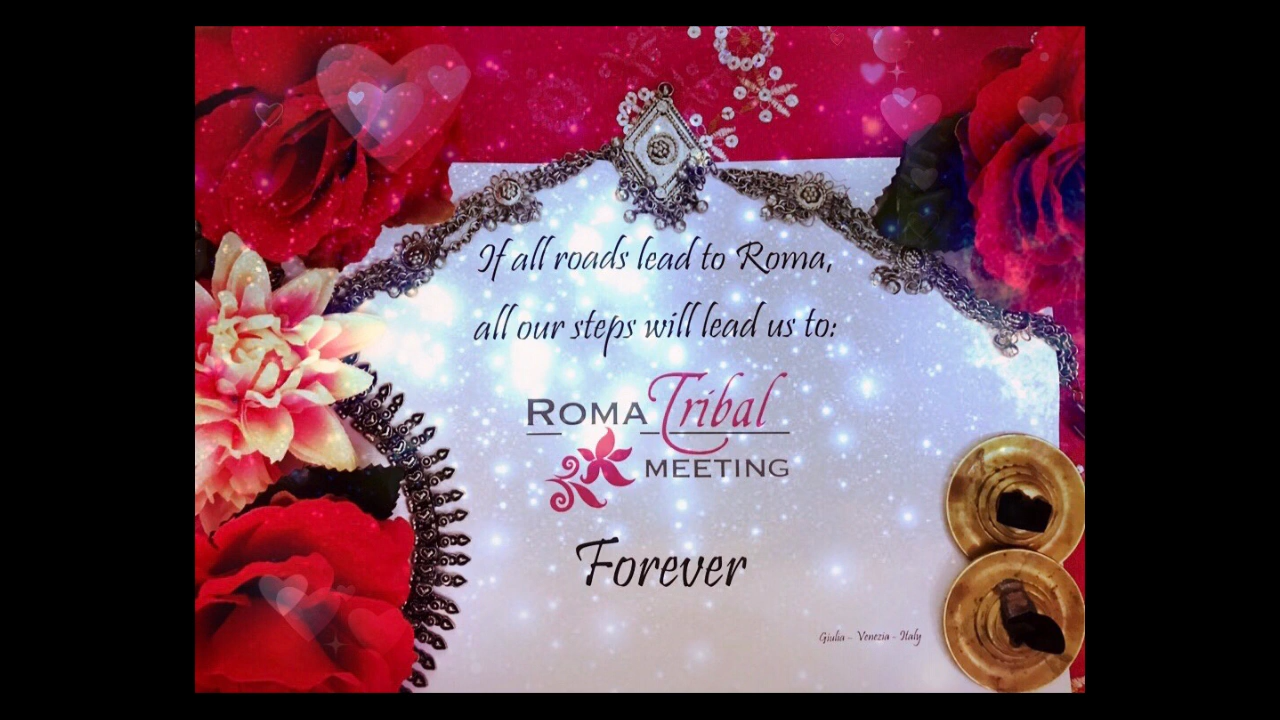 If all roads lead to Roma,
all our steps will lead us to:
ROMA Tribal
MEETING
Forever
Giulia - Venezia - Italy